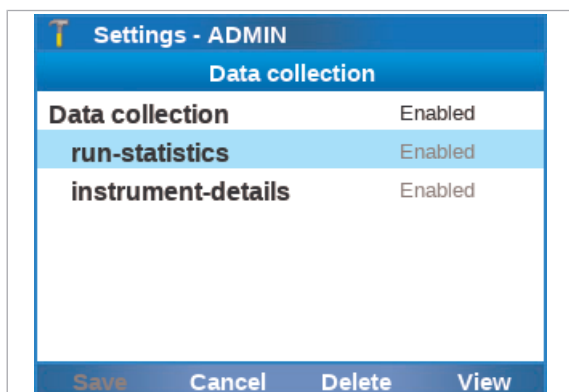 Settings - ADMIN
Data collection
Data collection Enabled
run-statistics Enabled
instrument-details Enabled
Save Cancel Delete View